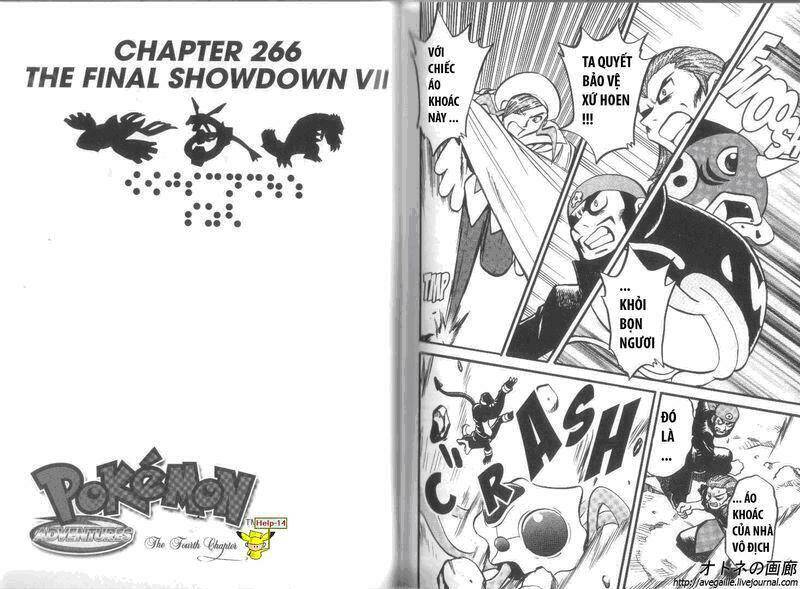 CHAPTER 266
THE FINAL SHOWDOWN VII
POKéMON
ADVENTURES
The Fourth Chapter
Help-14
VỚI
CHIẾC
ÁO
KHOÁC
NÀY ...
TA QUYẾT
BẢO VỆ
XỨ HOEN
!!!
...
KHỎI
BỌN
NGƯƠI
TMP
CRASH
ĐÓ
LÀ
...
... ÁO
KHOÁC
CỦA NHÀ
VÔ ĐỊCH
オトネの画廊
http://avegaille.livejournal.com